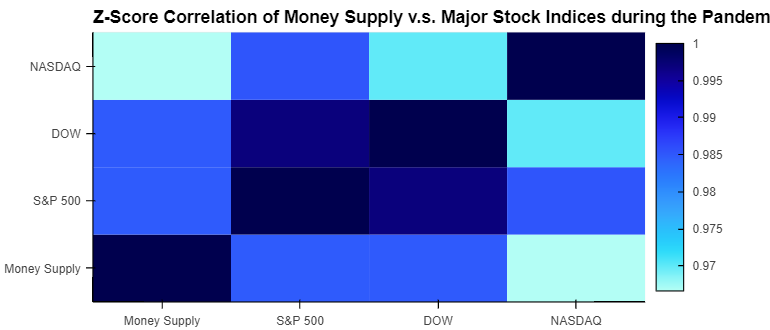 Z-Score Correlation of Money Supply v.s. Major Stock Indices during the Pandem
NASDAQ
DOW
S&P 500
Money Supply
Money Supply
S&P 500
DOW
NASDAQ
1
0.995
0.99
0.985
0.98
0.975
0.97